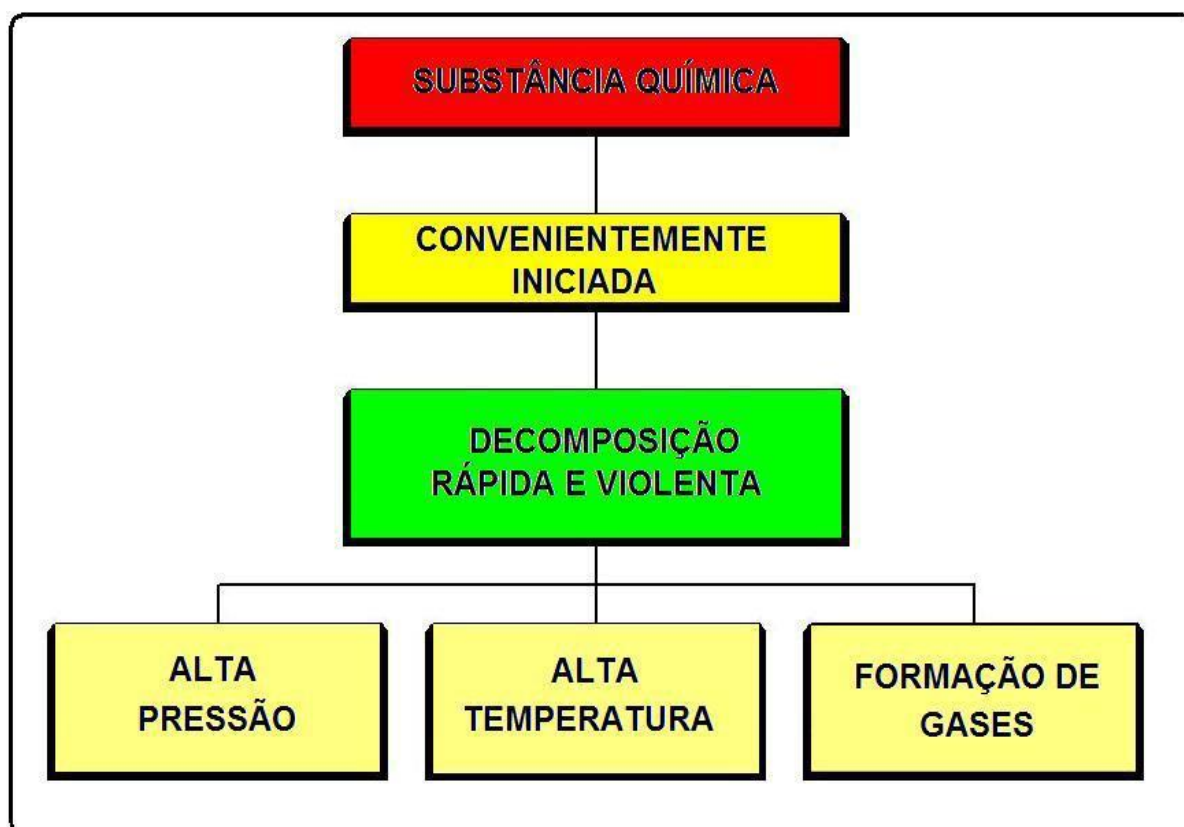 SUBSTÂNCIA QUÍMICA
CONVENIENTEMENTE
INICIADA
DECOMPOSIÇÃO
RÁPIDA E VIOLENTA
ALTA
PRESSÃO
ALTA
TEMPERATURA
FORMAÇÃO DE
GASES